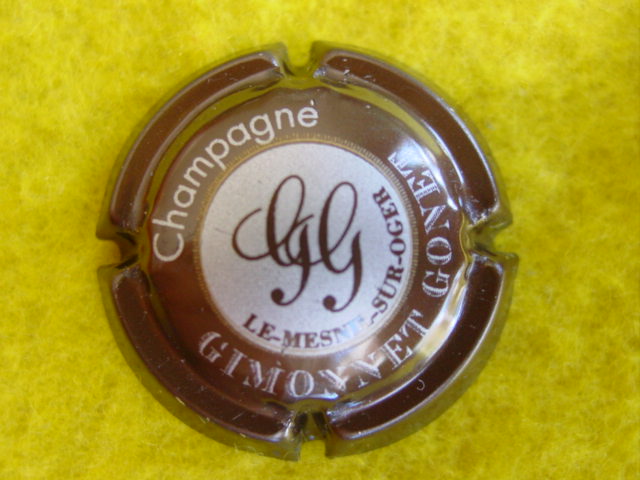 Champagne
GIMONNET GONET
GG
LE-MESNIL-SUR-OGER